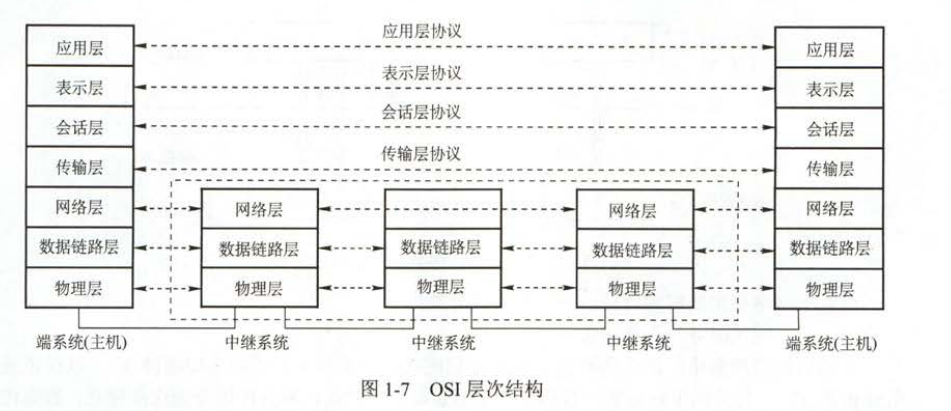 应用层协议
应用层 应用层
表示层协议
表示层 表示层
会话层协议
会话层 会话层
传输层协议
传输层 传输层
网络层 网络层 网络层 网络层
数据链路层 数据链路层 数据链路层 数据链路层 数据链路层
物理层 物理层 物理层 物理层 物理层
端系统(主机) 中继系统 中继系统 中继系统 端系统(主机)
图 1-7 OSI 层次结构